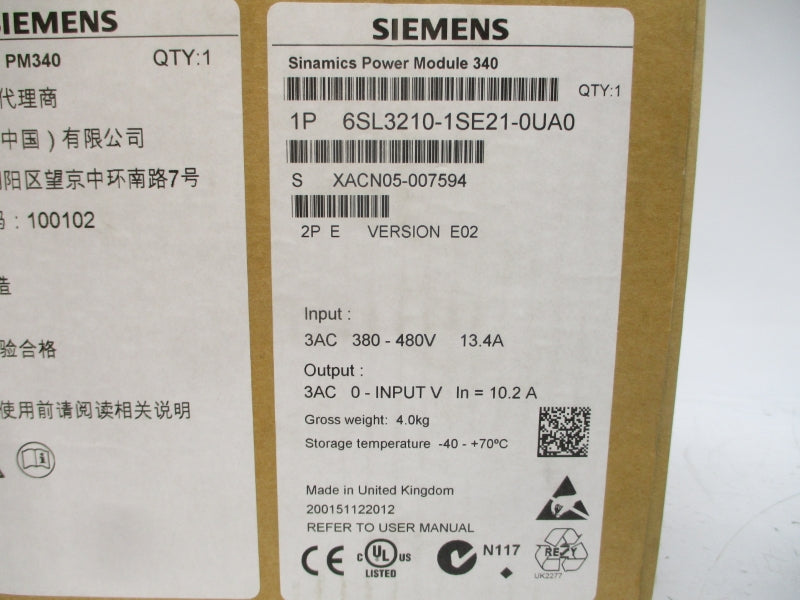 SIEMENS
PM340 QTY:1
代理商
中国）有限公司
阳区望京中环南路7号
码：100102
造
验合格
使用前请阅读相关说明
SIEMENS
Sinamics Power Module 340
QTY:1
1P 6SL3210-1SE21-0UA0
S XACN05-007594
2P E VERSION E02
Input :
3AC 380 - 480V 13.4A
Output :
3AC 0 - INPUT V In = 10.2 A
Gross weight: 4.0kg
Storage temperature -40 - +70ºC
Made in United Kingdom
200151122012
REFER TO USER MANUAL
CE c UL US N117 REZY
LISTED
UK2277